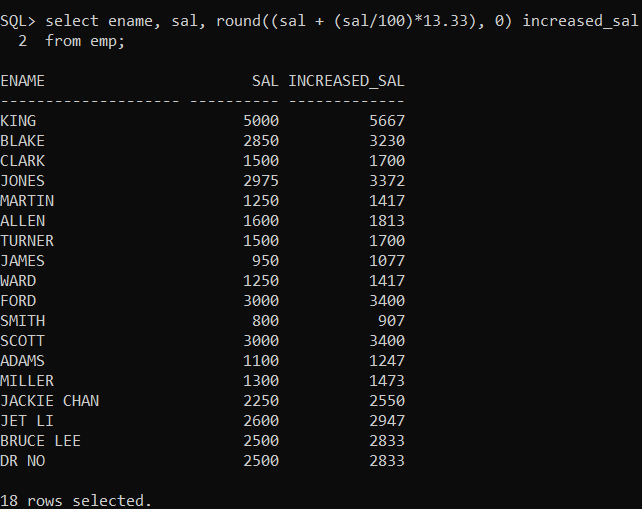 SQL> select ename, sal, round((sal + (sal/100)*13.33), 0) increased_sal
  2  from emp;

ENAME                       SAL INCREASED_SAL
-------------------- ---------- -------------
KING                       5000          5667
BLAKE                      2850          3230
CLARK                      1500          1700
JONES                      2975          3372
MARTIN                     1250          1417
ALLEN                      1600          1813
TURNER                     1500          1700
JAMES                       950          1077
WARD                       1250          1417
FORD                       3000          3400
SMITH                       800           907
SCOTT                      3000          3400
ADAMS                      1100          1247
MILLER                     1300          1473
JACKIE CHAN                2250          2550
JET LI                     2600          2947
BRUCE LEE                  2500          2833
DR NO                      2500          2833

18 rows selected.